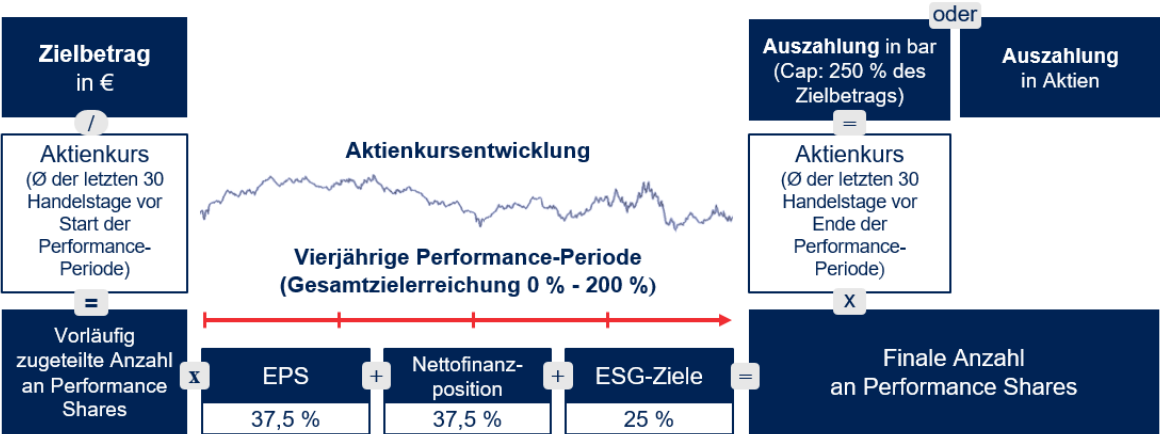 Zielbetrag
in €
/
Aktienkurs
(Ø der letzten 30
Handelstage vor
Start der
Performance-
Periode)
=
Vorläufig
zugeteilte Anzahl
an Performance
Shares
x
Aktienkursentwicklung
Vierjährige Performance-Periode
(Gesamtzielerreichung 0 % - 200 %)
EPS
37,5 %
+
Nettofinanz-
position
37,5 %
+
ESG-Ziele
25 %
=
oder
Auszahlung in bar
(Cap: 250 % des
Zielbetrags)
Auszahlung
in Aktien
=
Aktienkurs
(Ø der letzten 30
Handelstage vor
Ende der
Performance-
Periode)
X
Finale Anzahl
an Performance Shares